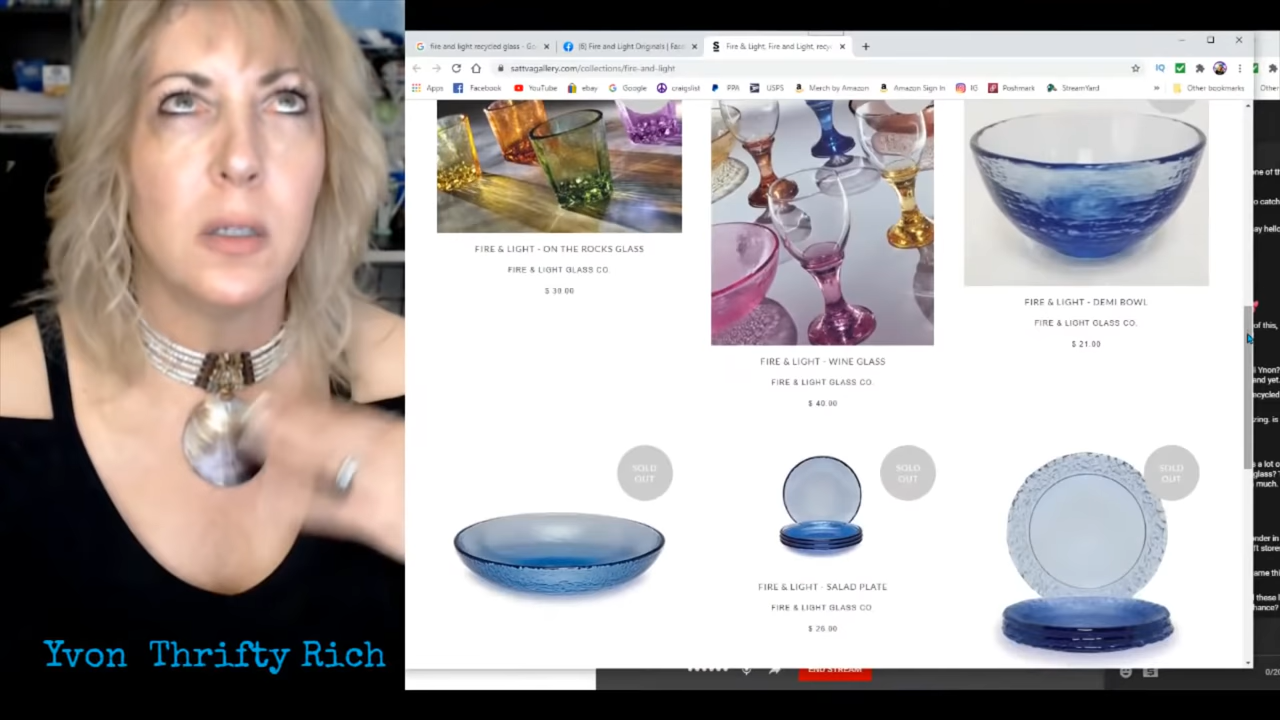 fire and light recycled glass - Go
(6) Fire and Light Originals | Fac
Fire & Light, Fire and Light, recy
sattvagallery.com/collections/fire-and-light
Apps
Facebook
YouTube
ebay
Google
craigslist
PPA
USPS
Merch by Amazon
Amazon Sign In
IG
Poshmark
StreamYard
»
Other bookmarks
FIRE & LIGHT - ON THE ROCKS GLASS
FIRE & LIGHT GLASS CO.
FIRE & LIGHT - WINE GLASS
FIRE & LIGHT GLASS CO.
$ 40.00
FIRE & LIGHT - DEMI BOWL
FIRE & LIGHT GLASS CO.
$ 21.00
SOLD
OUT
SOLD
OUT
SOLD
OUT
FIRE & LIGHT - SALAD PLATE
FIRE & LIGHT GLASS CO
$ 26.00
END STREAM
Yvon Thrifty Rich